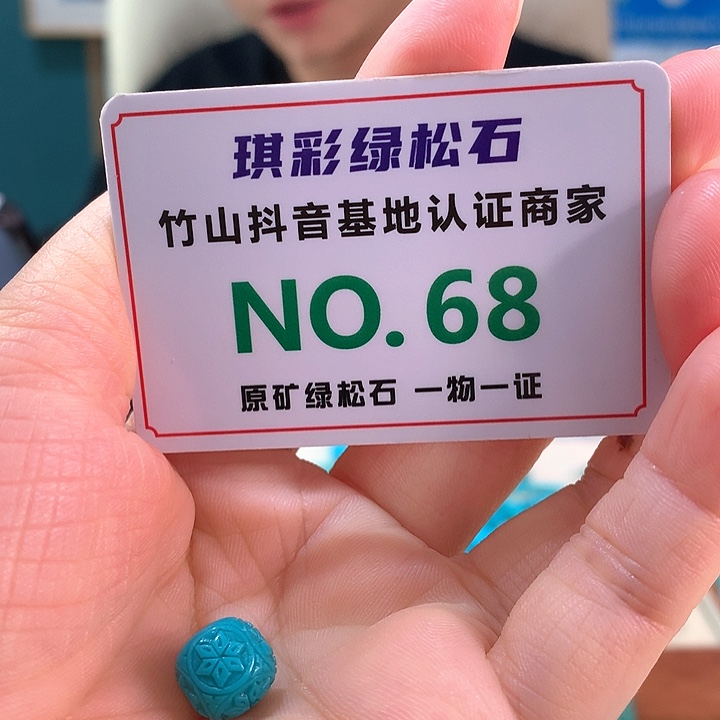 琪彩绿松石
竹山抖音基地认证商家
NO.68
原矿绿松石 一物一证